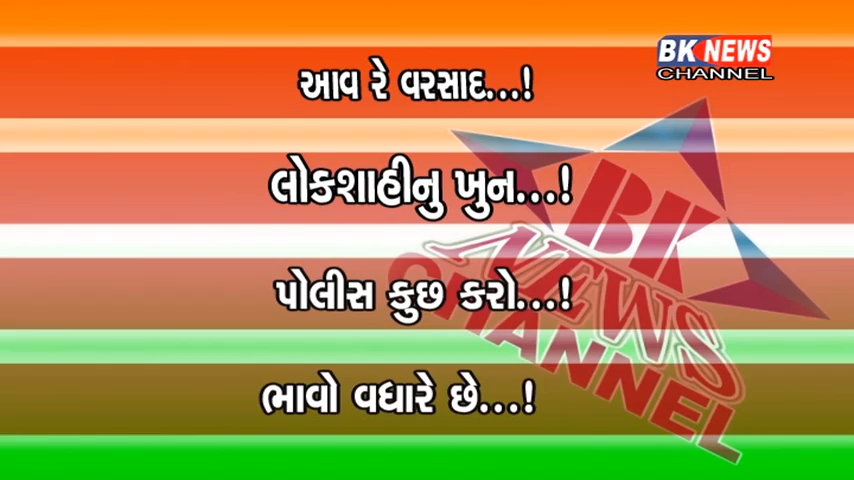 BK NEWS
CHANNEL
આવ રે વરસાદ...!
લોકશાહીનુ ખુન...!
પોલીસ કુછ કરો...!
ભાવો વધારે છે...!
BK
NEWS
CHANNEL